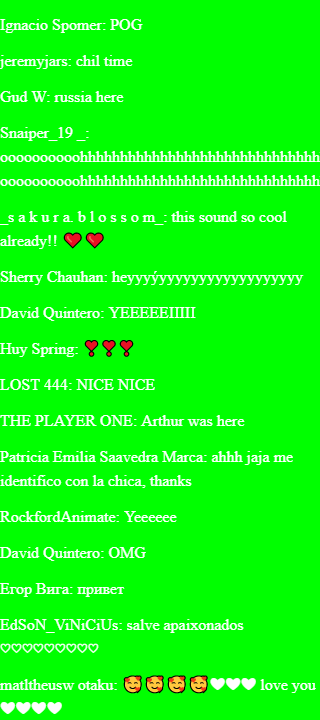 Ignacio Spomer: POG
jeremyjars: chil time
Gud W: russia here
Snaiper_19 _:
oooooooooohhhhhhhhhhhhhhhhhhhhhhhhhhhhhh
oooooooooohhhhhhhhhhhhhhhhhhhhhhhhhhhhhh
_s a k u r a. b l o s s o m_: this sound so cool
already!! ❤️ ❤️
Sherry Chauhan: heyyyýyyyyyyyyyyyyyyyyyy
David Quintero: YEEEEEIIIII
Huy Spring: ❣️❣️❣️
LOST 444: NICE NICE
THE PLAYER ONE: Arthur was here
Patricia Emilia Saavedra Marca: ahhh jaja me
identifico con la chica, thanks
RockfordAnimate: Yeeeeee
David Quintero: OMG
Егор Вига: привет
EdSoN_ViNiCiUs: salve apaixonados
♡♡♡♡♡♡♡♡♡
matltheusw otaku: 🥰🥰🥰🥰🤍🤍🤍 love you
🤍🤍🤍🤍